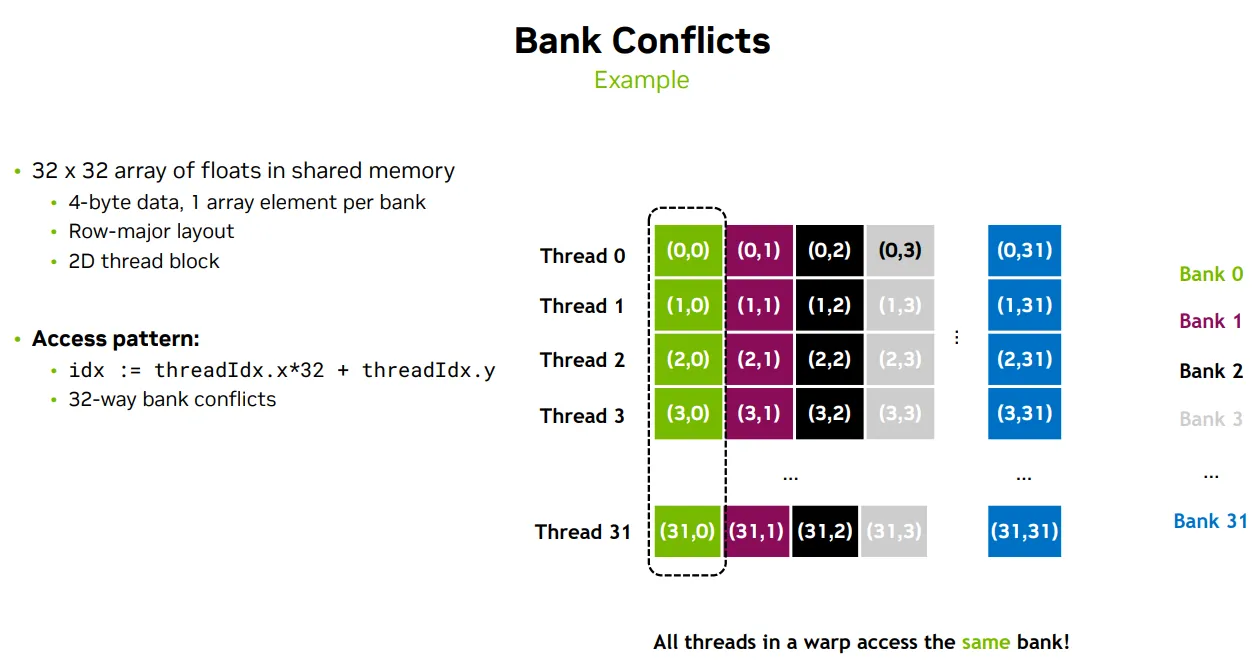 Bank Conflicts
Example
• 32 x 32 array of floats in shared memory
• 4-byte data, 1 array element per bank
• Row-major layout
• 2D thread block
• Access pattern:
• idx := threadIdx.x*32 + threadIdx.y
• 32-way bank conflicts
Thread 0 (0,0) (0,1) (0,2) (0,3) (0,31)
Thread 1 (1,0) (1,1) (1,2) (1,3) (1,31)
Thread 2 (2,0) (2,1) (2,2) (2,3) (2,31)
Thread 3 (3,0) (3,1) (3,2) (3,3) (3,31)
... ...
Thread 31 (31,0) (31,1) (31,2) (31,3) (31,31)
⋮
Bank 0
Bank 1
Bank 2
Bank 3
...
Bank 31
All threads in a warp access the same bank!